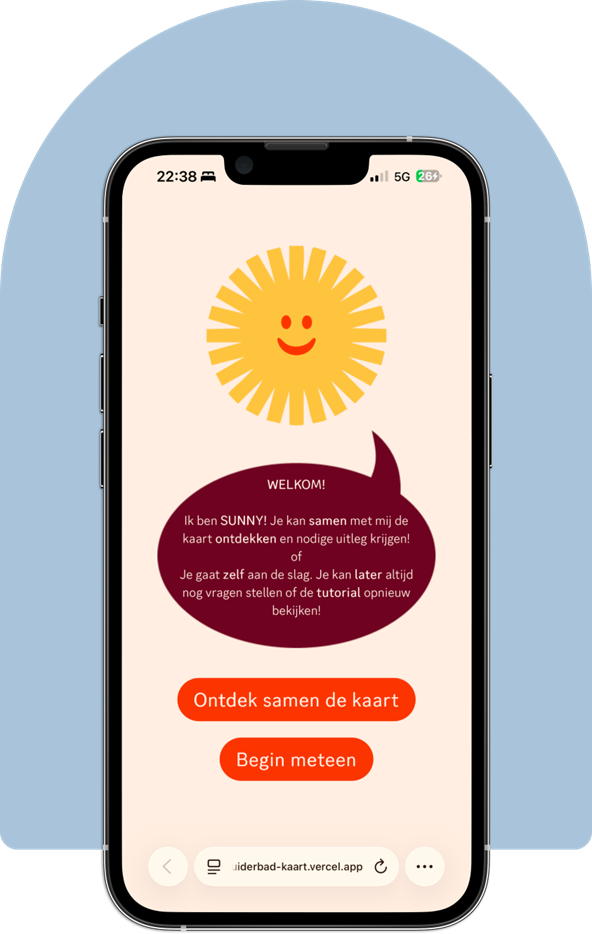 22:38
5G
26
WELKOM!
Ik ben SUNNY! Je kan samen met mij de
kaart ontdekken en nodige uitleg krijgen!
of
Je gaat zelf aan de slag. Je kan later altijd
nog vragen stellen of de tutorial opnieuw
bekijken!
Ontdek samen de kaart
Begin meteen
iderbad-kaart.vercel.app